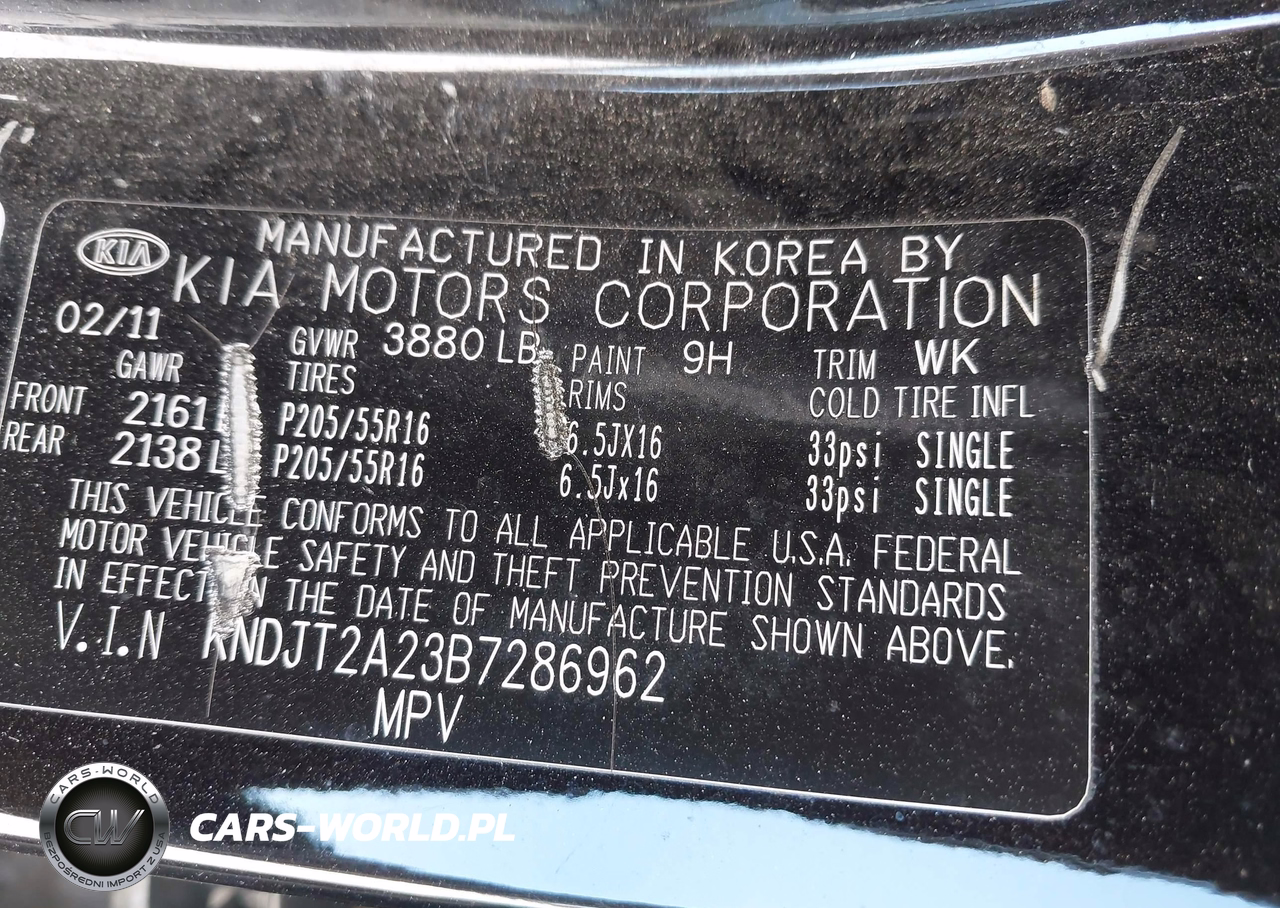 KIA MANUFACTURED IN KOREA BY
KIA MOTORS CORPORATION
02/11 GVWR 3880 LB PAINT 9H TRIM WK
GAWR TIRES RIMS COLD TIRE INFL
FRONT 2161 P205/55R16 6.5JX16 33psi SINGLE
REAR 2138 L P205/55R16 6.5Jx16 33psi SINGLE
THIS VEHICLE CONFORMS TO ALL APPLICABLE U.S.A. FEDERAL
MOTOR VEHICLE SAFETY AND THEFT PREVENTION STANDARDS
IN EFFECT ON THE DATE OF MANUFACTURE SHOWN ABOVE.
V.I.N KNDJT2A23B7286962
MPV
CARS-WORLD
CW
BEZPOŚREDNI IMPORT Z USA
CARS-WORLD.PL